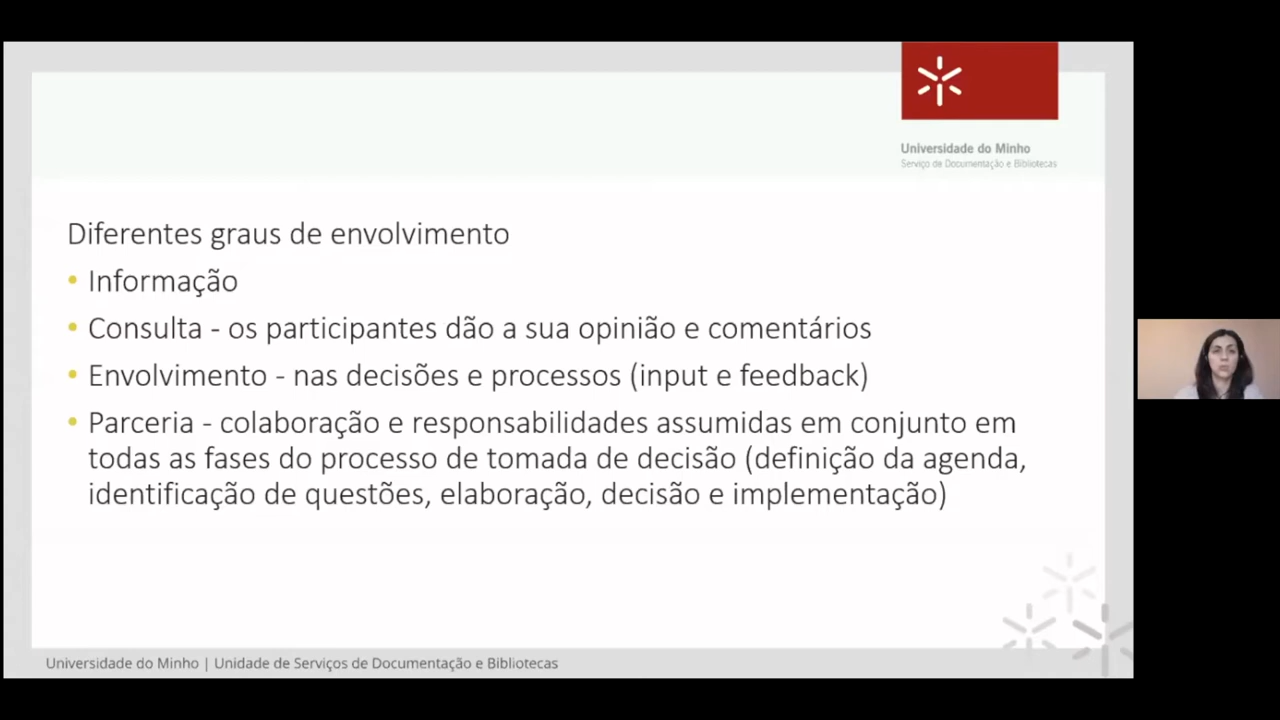 Universidade do Minho
Serviço de Documentação e Bibliotecas
Diferentes graus de envolvimento
• Informação
• Consulta - os participantes dão a sua opinião e comentários
• Envolvimento - nas decisões e processos (input e feedback)
• Parceria - colaboração e responsabilidades assumidas em conjunto em
todas as fases do processo de tomada de decisão (definição da agenda,
identificação de questões, elaboração, decisão e implementação)
Universidade do Minho | Unidade de Serviços de Documentação e Bibliotecas